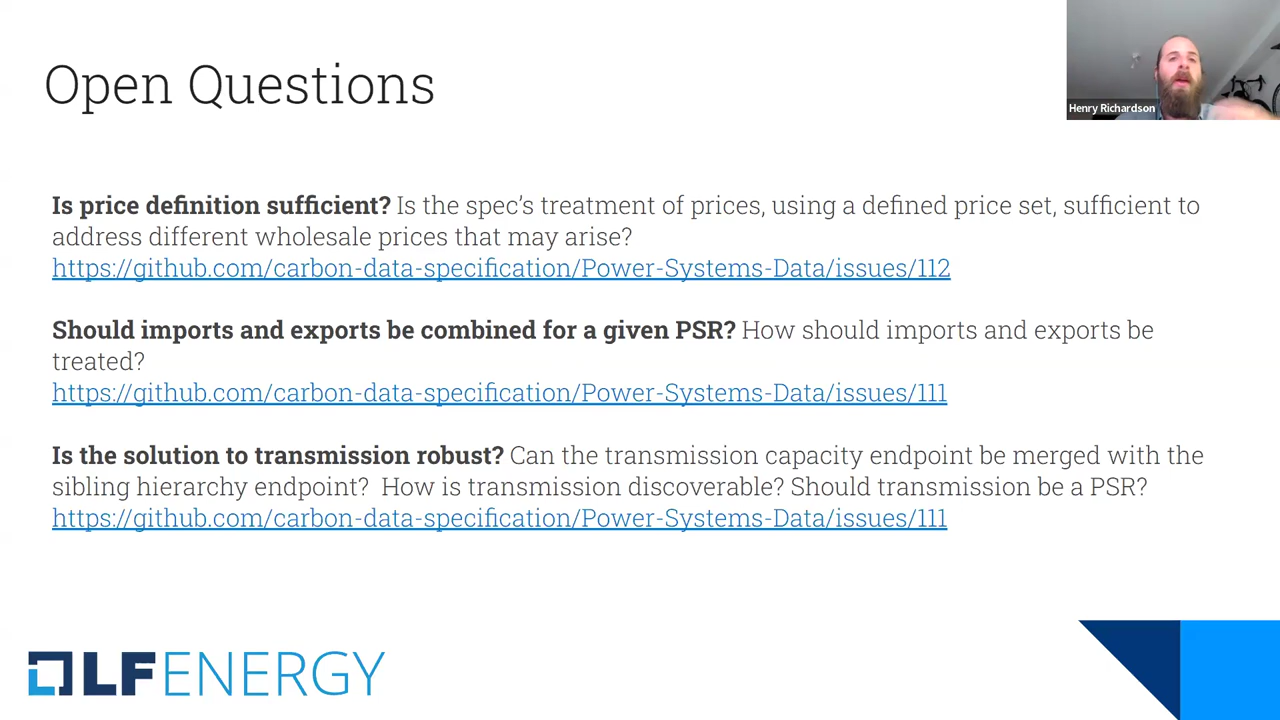 Open Questions
Henry Richardson
Is price definition sufficient? Is the spec's treatment of prices, using a defined price set, sufficient to
address different wholesale prices that may arise?
https://github.com/carbon-data-specification/Power-Systems-Data/issues/112
Should imports and exports be combined for a given PSR? How should imports and exports be
treated?
https://github.com/carbon-data-specification/Power-Systems-Data/issues/111
Is the solution to transmission robust? Can the transmission capacity endpoint be merged with the
sibling hierarchy endpoint?  How is transmission discoverable? Should transmission be a PSR?
https://github.com/carbon-data-specification/Power-Systems-Data/issues/111
LFENERGY